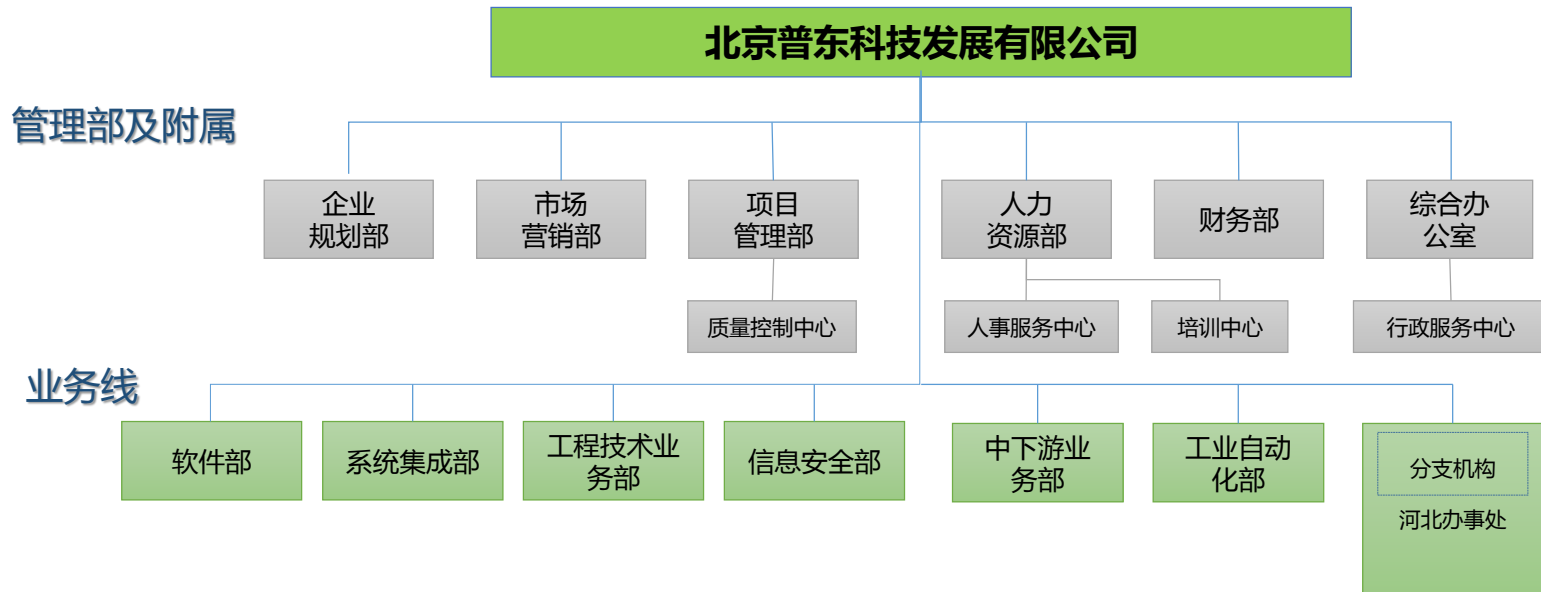 北京普东科技发展有限公司
管理部及附属
企业
规划部
市场
营销部
项目
管理部
人力
资源部
财务部
综合办
公室
质量控制中心
人事服务中心
培训中心
行政服务中心
业务线
软件部
系统集成部
工程技术业
务部
信息安全部
中下游业
务部
工业自动
化部
分支机构
河北办事处